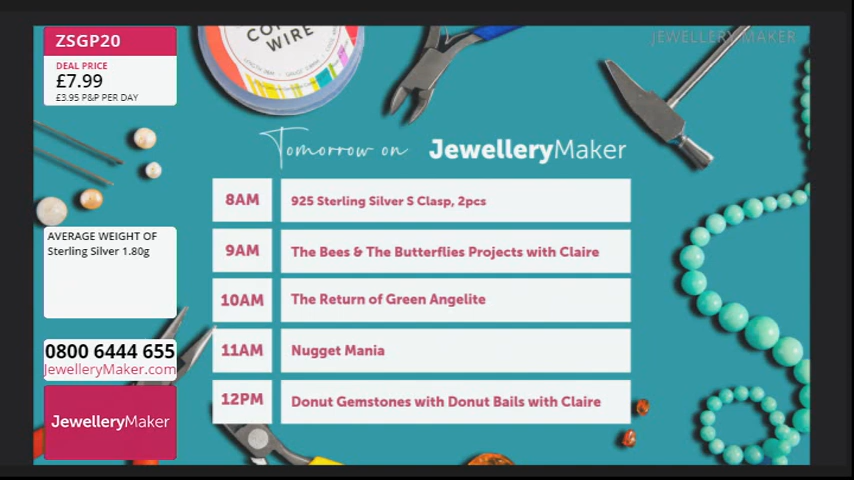 ZSGP20
DEAL PRICE
£7.99
£3.95 P&P PER DAY
JEWELLERY MAKER
WIRE
Tomorrow on JewelleryMaker
8AM 925 Sterling Silver S Clasp, 2pcs
9AM The Bees & The Butterflies Projects with Claire
10AM The Return of Green Angelite
11AM Nugget Mania
12PM Donut Gemstones with Donut Bails with Claire
AVERAGE WEIGHT OF
Sterling Silver 1.80g
0800 6444 655
JewelleryMaker.com
JewelleryMaker